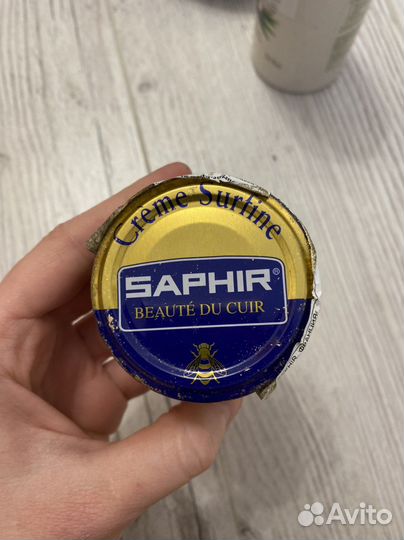 Creme Surfine
SAPHIR®
BEAUTÉ DU CUIR
Avito